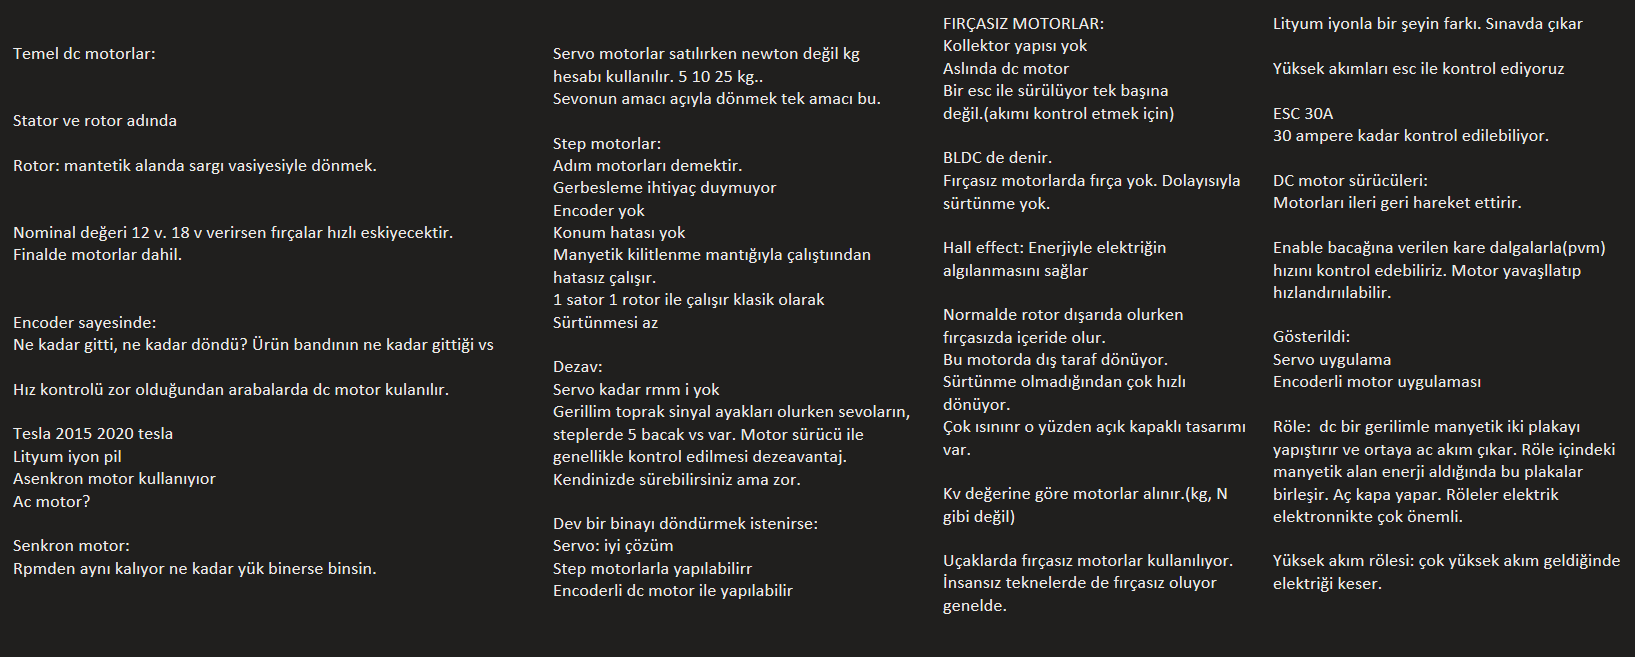 Temel dc motorlar:
Stator ve rotor adında
Rotor: mantetik alanda sargı vasiyesiyle dönmek.
Nominal değeri 12 v. 18 v verirsen fırçalar hızlı eskiyecektir.
Finalde motorlar dahil.
Encoder sayesinde:
Ne kadar gitti, ne kadar döndü? Ürün bandının ne kadar gittiği vs
Hız kontrolü zor olduğundan arabalarda dc motor kulanılır.
Tesla 2015 2020 tesla
Lityum iyon pil
Asenkron motor kullanıyıor
Ac motor?
Senkron motor:
Rpmden aynı kalıyor ne kadar yük binerse binsin.
Servo motorlar satılırken newton değil kg
hesabı kullanılır. 5 10 25 kg..
Sevonun amacı açıyla dönmek tek amacı bu.
Step motorlar:
Adım motorları demektir.
Gerbesleme ihtiyaç duymuyor
Encoder yok
Konum hatası yok
Manyetik kilitlenme mantığıyla çalıştıından
hatasız çalışır.
1 sator 1 rotor ile çalışır klasik olarak
Sürtünmesi az
Dezav:
Servo kadar rmm i yok
Gerillim toprak sinyal ayakları olurken sevoların,
steplerde 5 bacak vs var. Motor sürücü ile
genellikle kontrol edilmesi dezeavantaj.
Kendinizde sürebilirsiniz ama zor.
Dev bir binayı döndürmek istenirse:
Servo: iyi çözüm
Step motorlarla yapılabilirr
Encoderli dc motor ile yapılabilir
FIRÇASIZ MOTORLAR:
Kollektor yapısı yok
Aslında dc motor
Bir esc ile sürülüyor tek başına
değil.(akımı kontrol etmek için)
BLDC de denir.
Fırçasız motorlarda fırça yok. Dolayısıyla
sürtünme yok.
Hall effect: Enerjiyle elektriğin
algılanmasını sağlar
Normalde rotor dışarıda olurken
fırçasızda içeride olur.
Bu motorda dış taraf dönüyor.
Sürtünme olmadığından çok hızlı
dönüyor.
Çok ısınınr o yüzden açık kapaklı tasarımı
var.
Kv değerine göre motorlar alınır.(kg, N
gibi değil)
Uçaklarda fırçasız motorlar kullanılıyor.
İnsansız teknelerde de fırçasız oluyor
genelde.
Lityum iyonla bir şeyin farkı. Sınavda çıkar
Yüksek akımları esc ile kontrol ediyoruz
ESC 30A
30 ampere kadar kontrol edilebiliyor.
DC motor sürücüleri:
Motorları ileri geri hareket ettirir.
Enable bacağına verilen kare dalgalarla(pvm)
hızını kontrol edebiliriz. Motor yavaşllatıp
hızlandırıılabilir.
Gösterildi:
Servo uygulama
Encoderli motor uygulaması
Röle:  dc bir gerilimle manyetik iki plakayı
yapıştırır ve ortaya ac akım çıkar. Röle içindeki
manyetik alan enerji aldığında bu plakalar
birleşir. Aç kapa yapar. Röleler elektrik
elektronnikte çok önemli.
Yüksek akım rölesi: çok yüksek akım geldiğinde
elektriği keser.